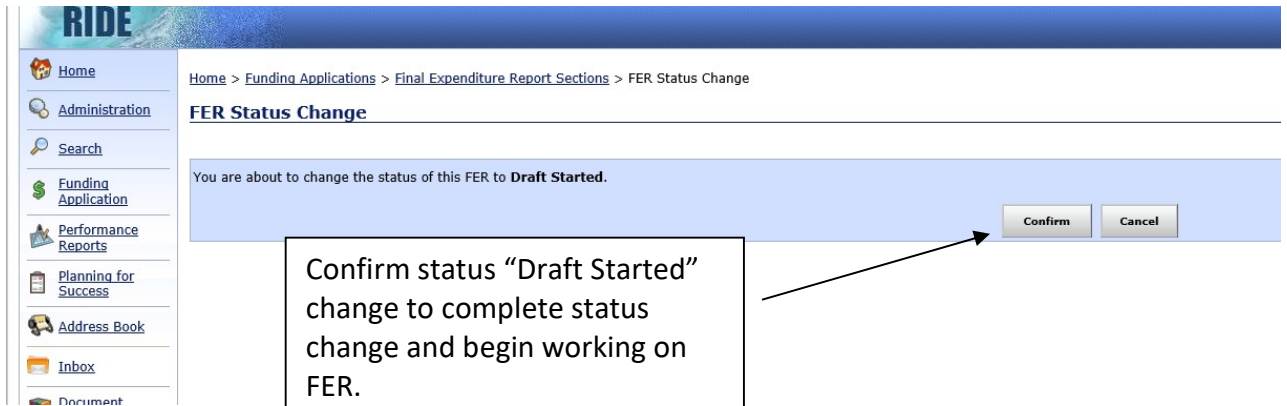 RIDE
Home
Administration
Search
Funding
Application
Performance
Reports
Planning for
Success
Address Book
Inbox
Document
Home > Funding Applications > Final Expenditure Report Sections > FER Status Change
FER Status Change
You are about to change the status of this FER to Draft Started.
Confirm Cancel
Confirm status “Draft Started”
change to complete status
change and begin working on
FER.